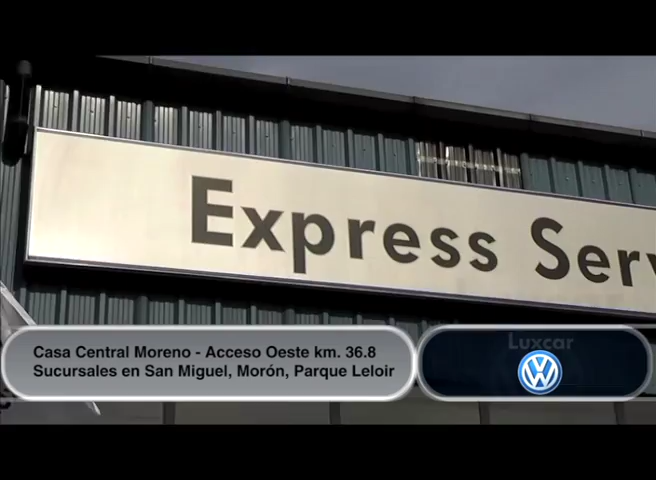 Express Serv
Casa Central Moreno - Acceso Oeste km. 36.8
Sucursales en San Miguel, Morón, Parque Leloir
Luxcar